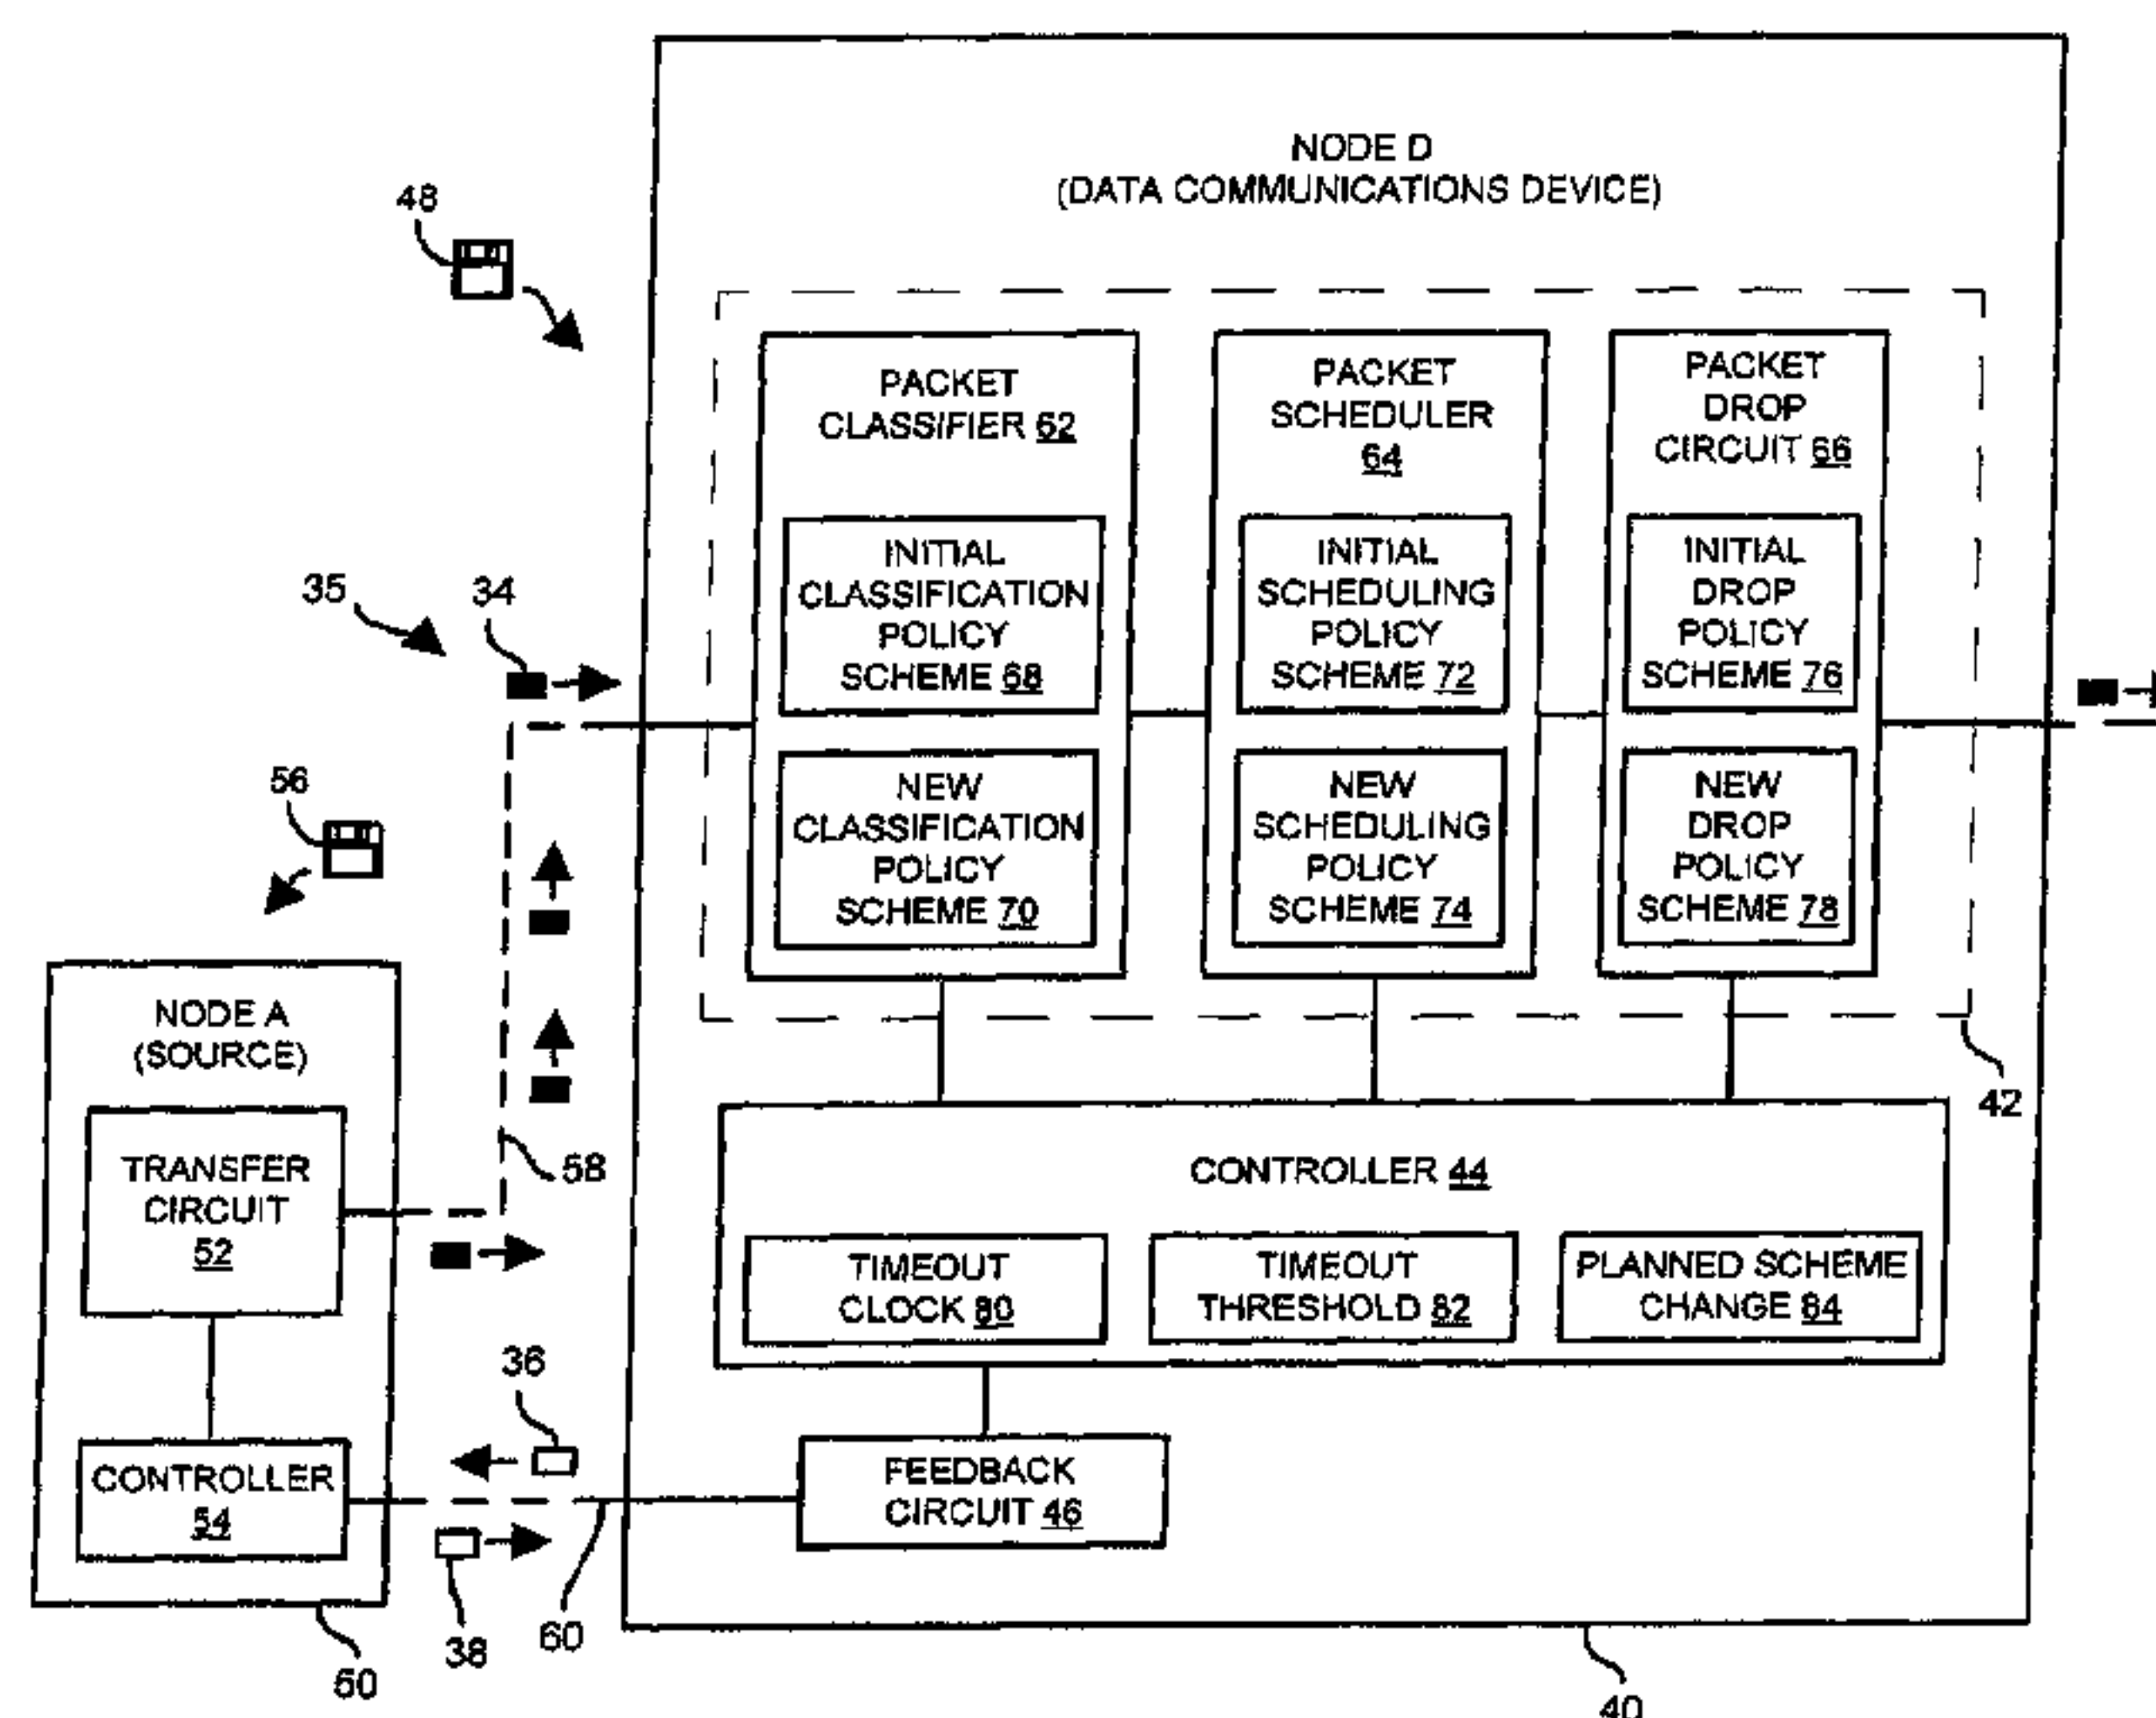 NODE D
(DATA COMMUNICATIONS DEVICE)
48
PACKET
CLASSIFIER 62
PACKET
SCHEDULER
64
PACKET
DROP
CIRCUIT 66
INITIAL
CLASSIFICATION
POLICY
SCHEME 68
INITIAL
SCHEDULING
POLICY
SCHEME 72
INITIAL
DROP
POLICY
SCHEME 76
35
34
NEW
CLASSIFICATION
POLICY
SCHEME 70
NEW
SCHEDULING
POLICY
SCHEME 74
NEW
DROP
POLICY
SCHEME 78
56
NODE A
(SOURCE)
42
TRANSFER
CIRCUIT
52
58
CONTROLLER 44
TIMEOUT
CLOCK 80
TIMEOUT
THRESHOLD 82
PLANNED SCHEME
CHANGE 84
36
CONTROLLER
54
FEEDBACK
CIRCUIT 46
38
60
50
40